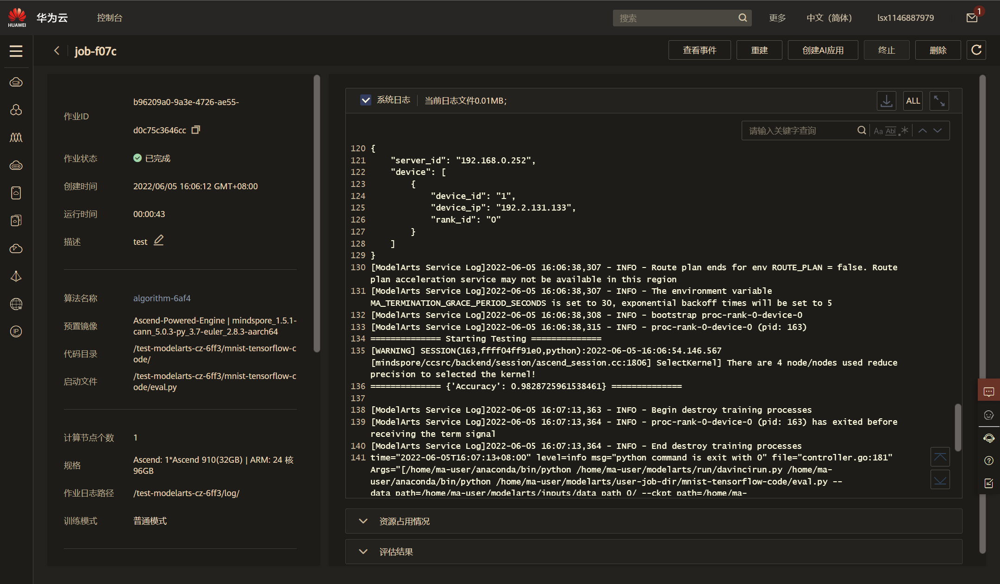 HUAWEI
华为云
控制台
搜索
更多
中文（简体）
lsx1146887979
1
job-f07c
查看事件
重建
创建AI应用
终止
删除
作业ID
b96209a0-9a3e-4726-ae55-
d0c75c3646cc
作业状态
已完成
创建时间
2022/06/05 16:06:12 GMT+08:00
运行时间
00:00:43
描述
test
算法名称
algorithm-6af4
预置镜像
Ascend-Powered-Engine | mindspore_1.5.1-
cann_5.0.3-py_3.7-euler_2.8.3-aarch64
代码目录
/test-modelarts-cz-6ff3/mnist-tensorflow-c
ode/
启动文件
/test-modelarts-cz-6ff3/mnist-tensorflow-c
ode/eval.py
计算节点个数
1
规格
Ascend: 1*Ascend 910(32GB) | ARM: 24 核
96GB
作业日志路径
/test-modelarts-cz-6ff3/log/
训练模式
普通模式
W
IP
系统日志
当前日志文件0.01MB;
ALL
请输入关键字查询
Aa
Abl
.*
120 {
121     "server_id": "192.168.0.252",
122     "device": [
123         {
124             "device_id": "1",
125             "device_ip": "192.2.131.133",
126             "rank_id": "0"
127         }
128     ]
129 }
130 [ModelArts Service Log]2022-06-05 16:06:38,307 - INFO - Route plan ends for env ROUTE_PLAN = false. Route
plan acceleration service may not be available in this region
131 [ModelArts Service Log]2022-06-05 16:06:38,307 - INFO - The environment variable
MA_TERMINATION_GRACE_PERIOD_SECONDS is set to 30, exponential backoff times will be set to 5
132 [ModelArts Service Log]2022-06-05 16:06:38,308 - INFO - bootstrap proc-rank-0-device-0
133 [ModelArts Service Log]2022-06-05 16:06:38,315 - INFO - proc-rank-0-device-0 (pid: 163)
134 ============== Starting Testing ==============
135 [WARNING] SESSION(163,ffff04ff91e0,python):2022-06-05-16:06:54.146.567
[mindspore/ccsrc/backend/session/ascend_session.cc:1806] SelectKernel] There are 4 node/nodes used reduce
precision to selected the kernel!
136 ============== {'Accuracy': 0.9828725961538461} ==============
137
138 [ModelArts Service Log]2022-06-05 16:07:13,363 - INFO - Begin destroy training processes
139 [ModelArts Service Log]2022-06-05 16:07:13,364 - INFO - proc-rank-0-device-0 (pid: 163) has exited before
receiving the term signal
140 [ModelArts Service Log]2022-06-05 16:07:13,364 - INFO - End destroy training processes
141 time="2022-06-05T16:07:13+08:00" level=info msg="python command is exit with 0" file="controller.go:181"
Args="[/home/ma-user/anaconda/bin/python /home/ma-user/modelarts/run/davincirun.py /home/ma-
user/anaconda/bin/python /home/ma-user/modelarts/user-job-dir/mnist-tensorflow-code/eval.py --
data_path=/home/ma-user/modelarts/inputs/data_path_0/ --ckpt_path=/home/ma-
资源占用情况
评估结果